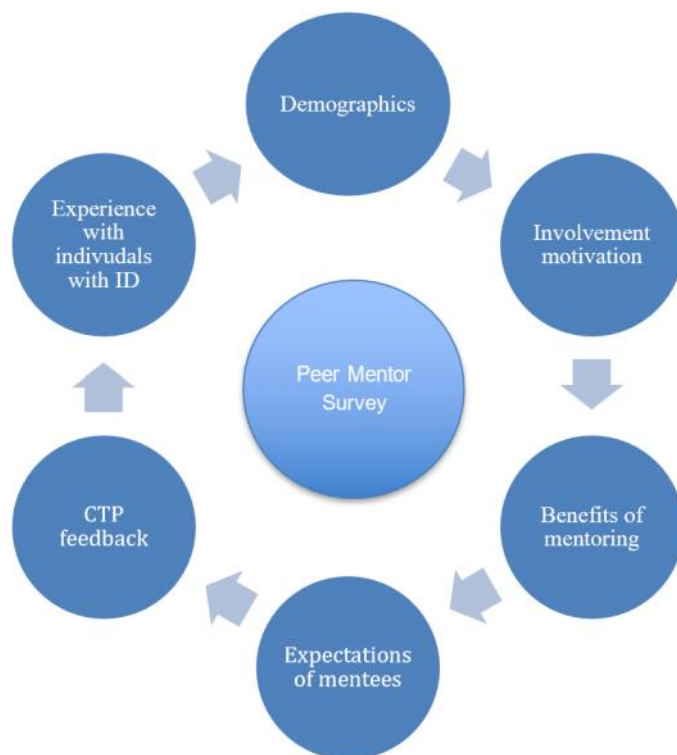 Demographics
Involvement
motivation
Benefits of
mentoring
Expectations
of mentees
CTP
feedback
Experience
with
indivudals
with ID
Peer Mentor
Survey